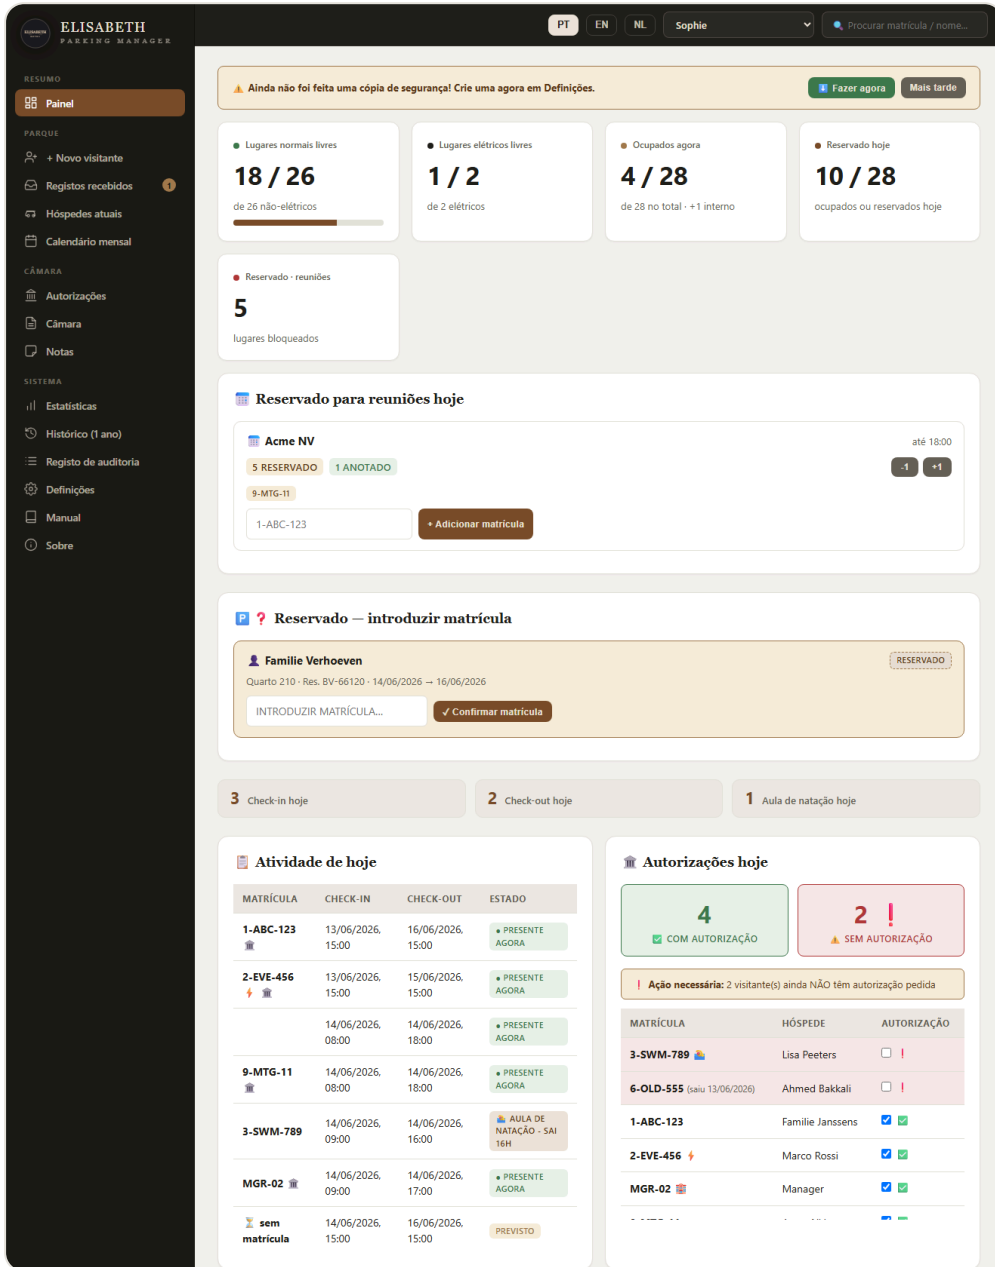 ELISABETH
PARKING MANAGER
PT
EN
NL
Sophie
Procurar matrícula / nome...
RESUMO
Painel
PARQUE
+ Novo visitante
Registos recebidos
1
Hóspedes atuais
Calendário mensal
CÂMARA
Autorizações
Câmara
Notas
SISTEMA
Estatísticas
Histórico (1 ano)
Registo de auditoria
Definições
Manual
Sobre
Ainda não foi feita uma cópia de segurança! Crie uma agora em Definições.
Fazer agora
Mais tarde
Lugares normais livres
18 / 26
de 26 não-elétricos
Lugares elétricos livres
1 / 2
de 2 elétricos
Ocupados agora
4 / 28
de 28 no total · +1 interno
Reservado hoje
10 / 28
ocupados ou reservados hoje
Reservado - reuniões
5
lugares bloqueados
Reservado para reuniões hoje
Acme NV
até 18:00
5 RESERVADO
1 ANOTADO
-1
+1
9-MTG-11
1-ABC-123
+ Adicionar matrícula
Reservado — introduzir matrícula
Familie Verhoeven
RESERVADO
Quarto 210 · Res. BV-66120 · 14/06/2026 → 16/06/2026
INTRODUZIR MATRÍCULA...
✓ Confirmar matrícula
3 Check-in hoje
2 Check-out hoje
1 Aula de natação hoje
Atividade de hoje
MATRÍCULA CHECK-IN CHECK-OUT ESTADO
1-ABC-123 13/06/2026, 15:00 16/06/2026, 15:00 ● PRESENTE AGORA
2-EVE-456 13/06/2026, 15:00 15/06/2026, 15:00 ● PRESENTE AGORA
14/06/2026, 08:00 14/06/2026, 18:00 ● PRESENTE AGORA
9-MTG-11 14/06/2026, 08:00 14/06/2026, 18:00 ● PRESENTE AGORA
3-SWM-789 14/06/2026, 09:00 14/06/2026, 16:00 AULA DE NATAÇÃO - SAI 16H
MGR-02 14/06/2026, 09:00 14/06/2026, 17:00 ● PRESENTE AGORA
sem matrícula 14/06/2026, 15:00 16/06/2026, 15:00 PREVISTO
Autorizações hoje
4
COM AUTORIZAÇÃO
2
SEM AUTORIZAÇÃO
Ação necessária: 2 visitante(s) ainda NÃO têm autorização pedida
MATRÍCULA HÓSPEDE AUTORIZAÇÃO
3-SWM-789 Lisa Peeters
6-OLD-555 (saiu 13/06/2026) Ahmed Bakkali
1-ABC-123 Familie Janssens
2-EVE-456 Marco Rossi
MGR-02 Manager